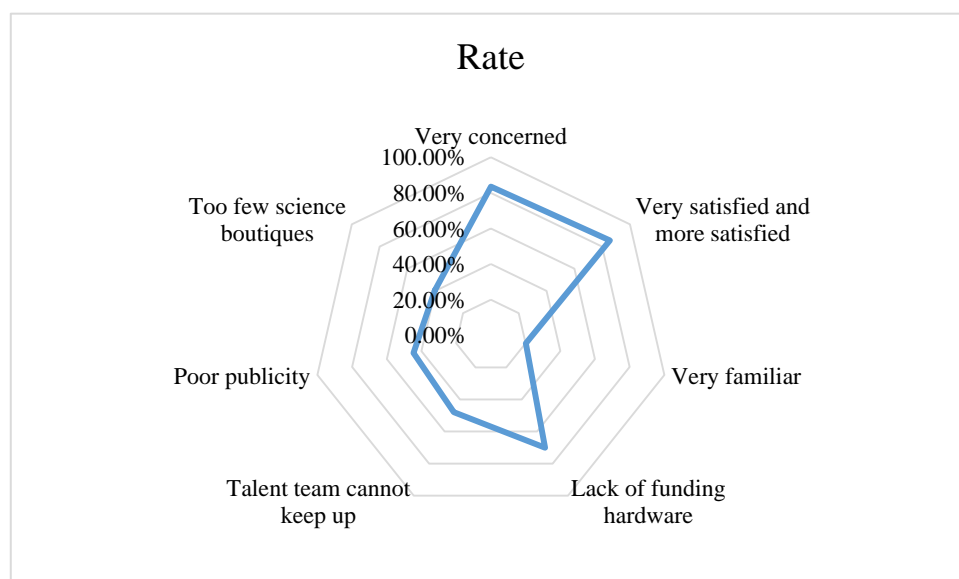 Rate
Very concerned
100.00%
80.00%
60.00%
40.00%
20.00%
0.00%
Very satisfied and
more satisfied
Very familiar
Lack of funding
hardware
Talent team cannot
keep up
Poor publicity
Too few science
boutiques